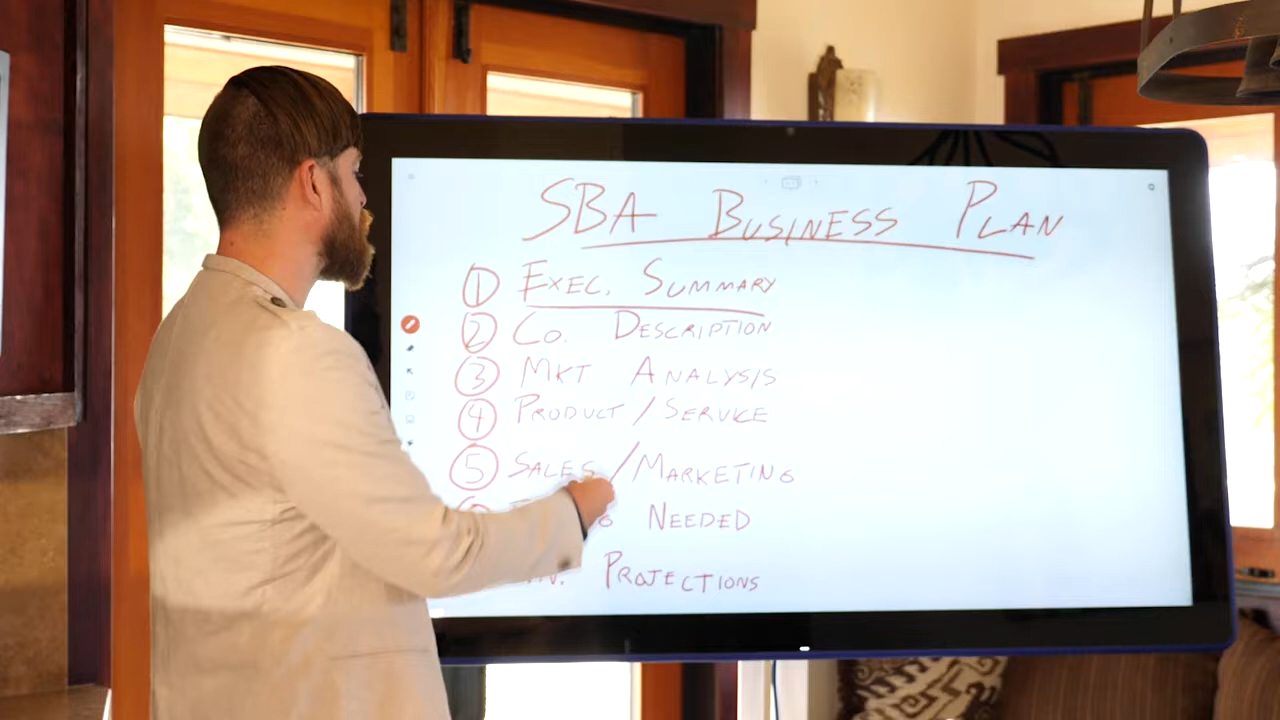 SBA BUSINESS PLAN
① EXEC. SUMMARY
② CO. DESCRIPTION
③ MKT ANALYSIS
④ PRODUCT / SERVICE
⑤ SALES / MARKETING
NEEDED
PROJECTIONS